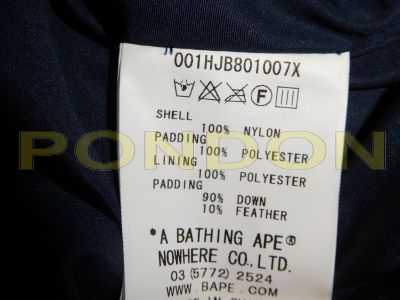 "001HJB801007X
F
SHELL
100% NYLON
PADDING
100% POLYESTER
LINING
100% POLYESTER
PADDING
90% DOWN
10% FEATHER
"A BATHING APE®
NOWHERE CO.,LTD.
03(5772)2524
WWW.BAPE.COM
PONDON